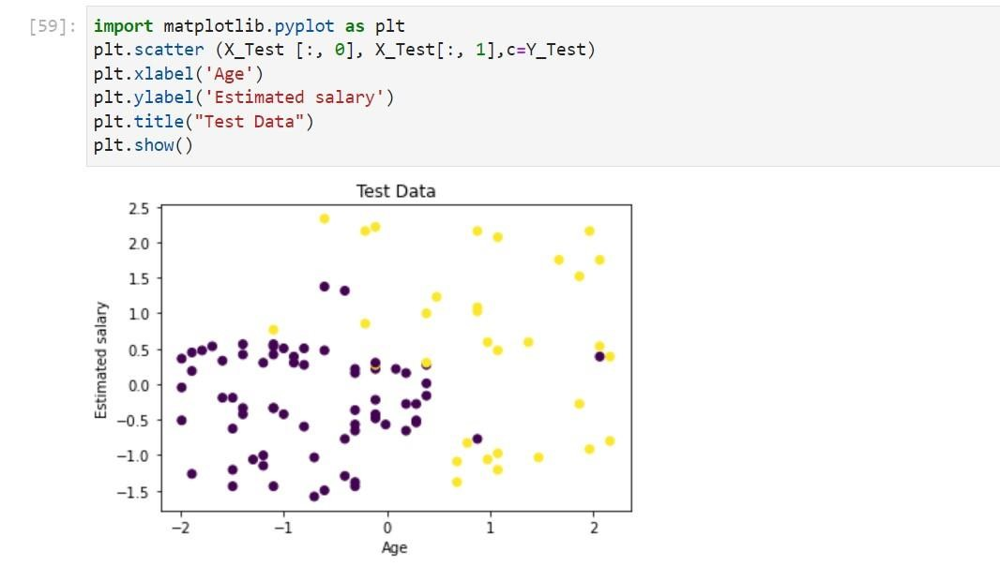 [59]: import matplotlib.pyplot as plt
plt.scatter (X_Test [:, 0], X_Test[:, 1],c=Y_Test)
plt.xlabel('Age')
plt.ylabel('Estimated salary')
plt.title("Test Data")
plt.show()
Test Data
Estimated salary
2.5
2.0
1.5
1.0
0.5
0.0
−0.5
−1.0
−1.5
−2 −1 0 1 2
Age